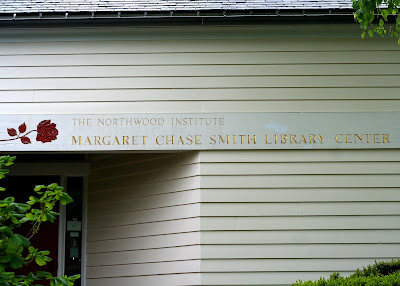 THE NORTHWOOD INSTITUTE
MARGARET CHASE SMITH LIBRARY CENTER